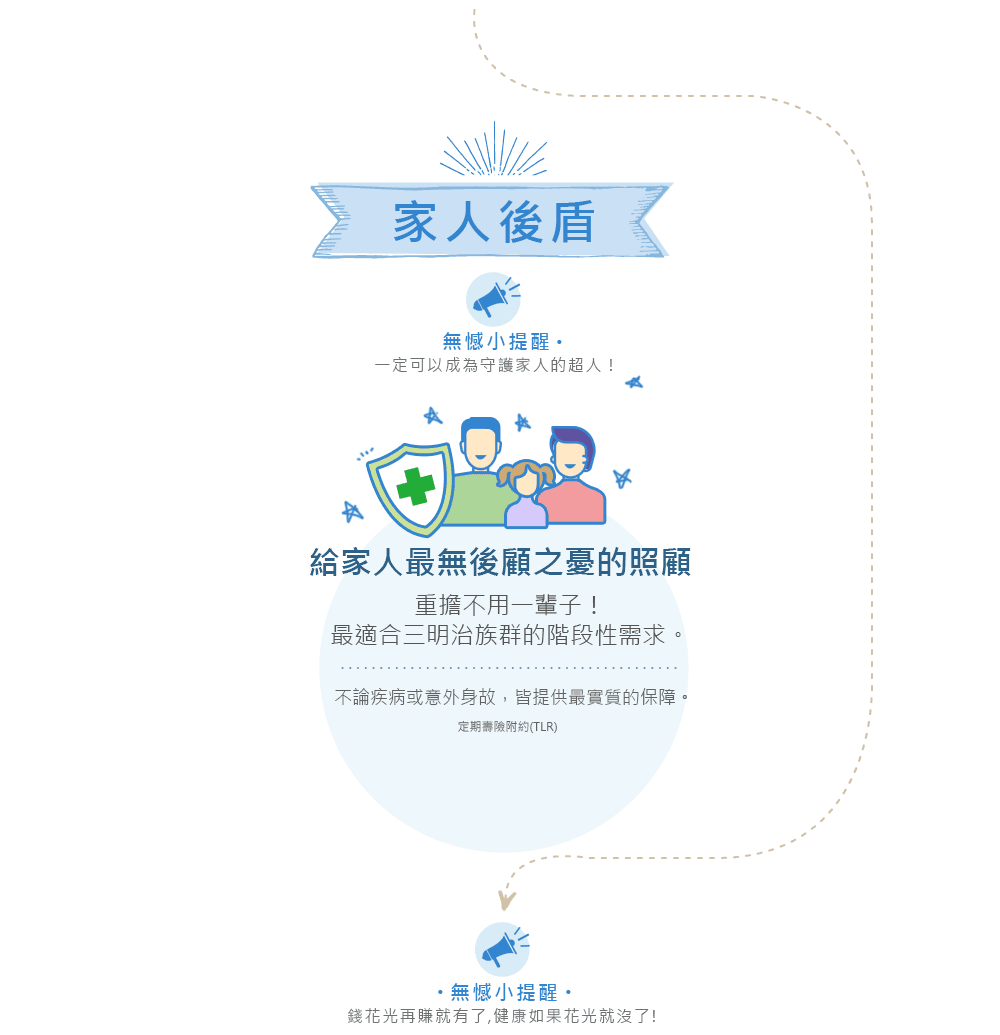 家人後盾
無憾小提醒•
一定可以成為守護家人的超人！
給家人最無後顧之憂的照顧
重擔不用一輩子！
最適合三明治族群的階段性需求。
不論疾病或意外身故，皆提供最實質的保障。
定期壽險附約(TLR)
•無憾小提醒•
錢花光再賺就有了,健康如果花光就沒了!